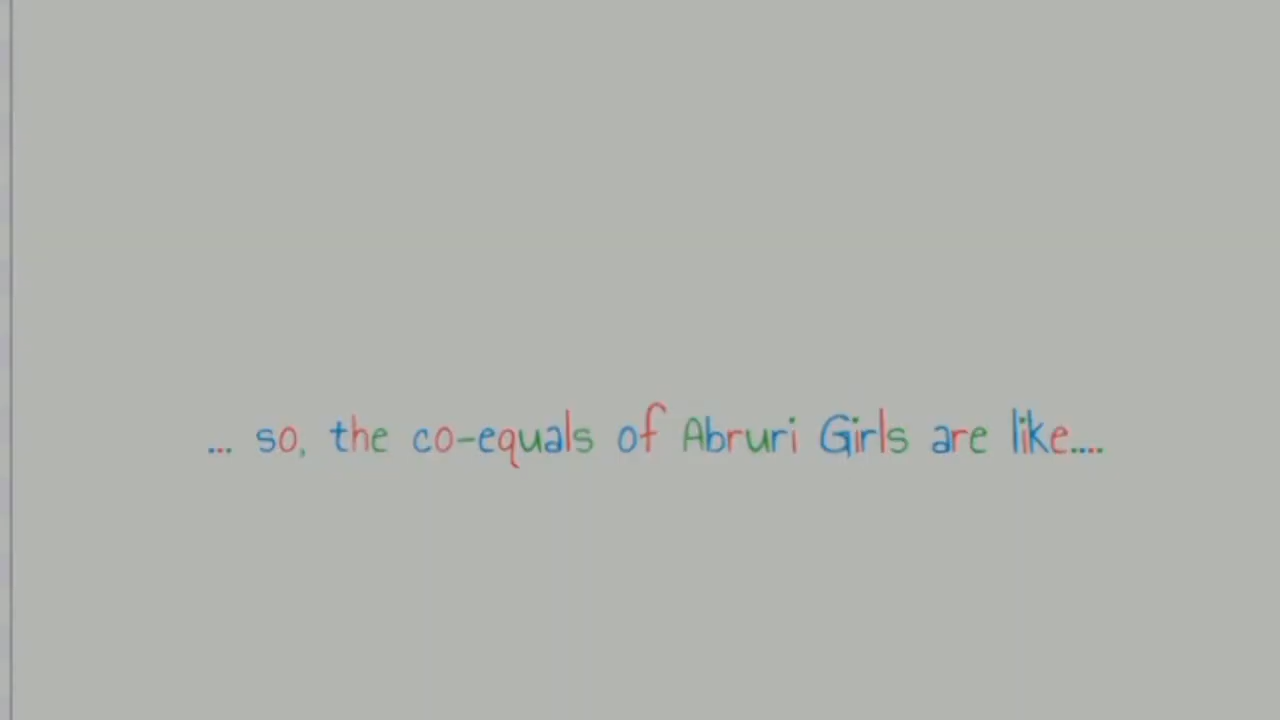 ... so, the co-equals of Abruri Girls are like....